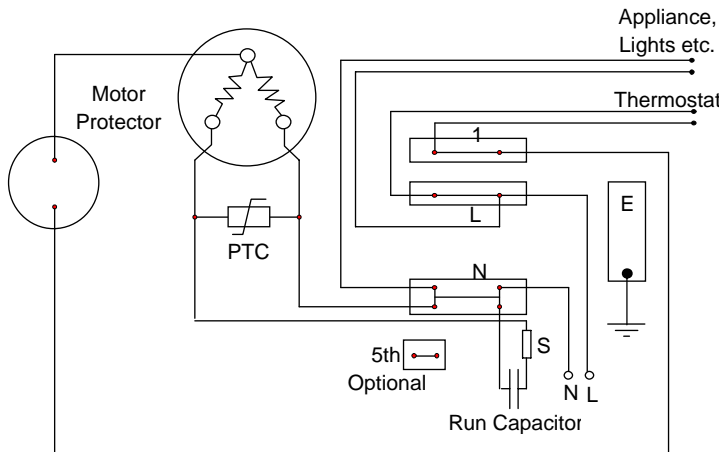 Appliance,
Lights etc.
Motor
Protector
Thermostat
1
L
E
PTC
N
5th
Optional
S
N L
Run Capacitor